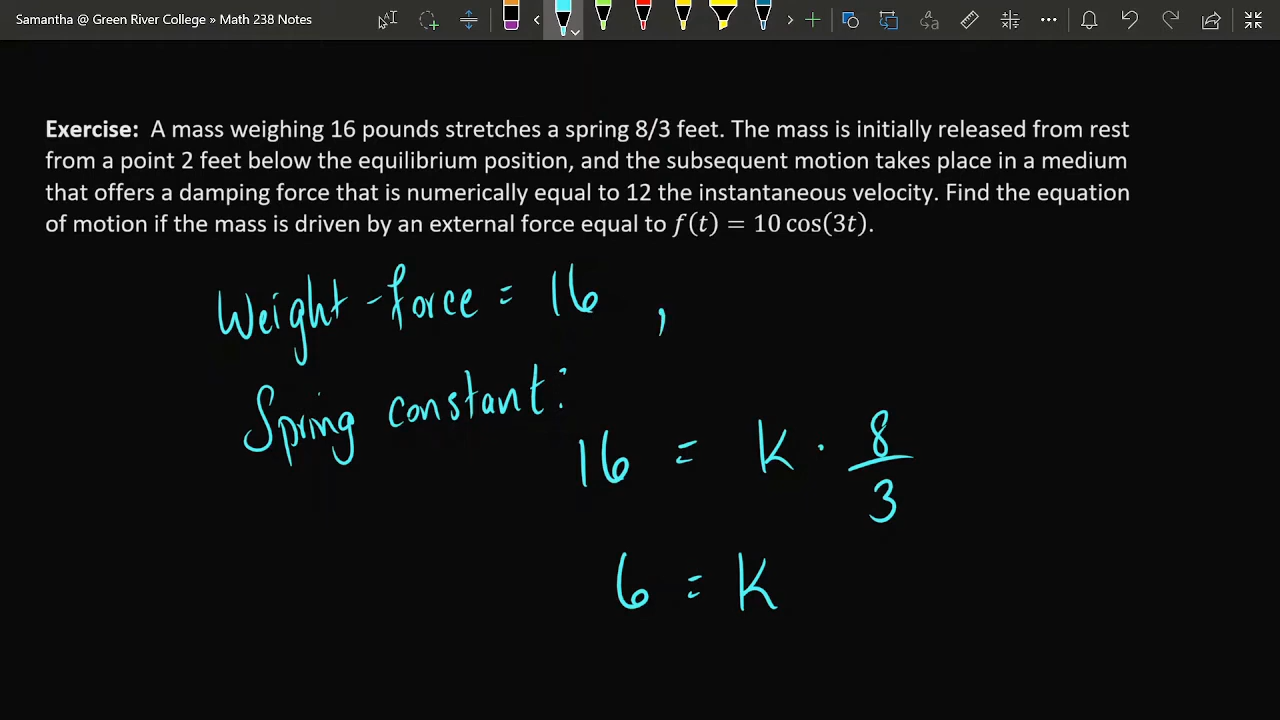 Samantha @ Green River College » Math 238 Notes
Exercise: A mass weighing 16 pounds stretches a spring 8/3 feet. The mass is initially released from rest
from a point 2 feet below the equilibrium position, and the subsequent motion takes place in a medium
that offers a damping force that is numerically equal to 12 the instantaneous velocity. Find the equation
of motion if the mass is driven by an external force equal to f(t) = 10 cos(3t).
Weight-force = 16 ,
Spring constant:
16 = k · 8/3
6 = k